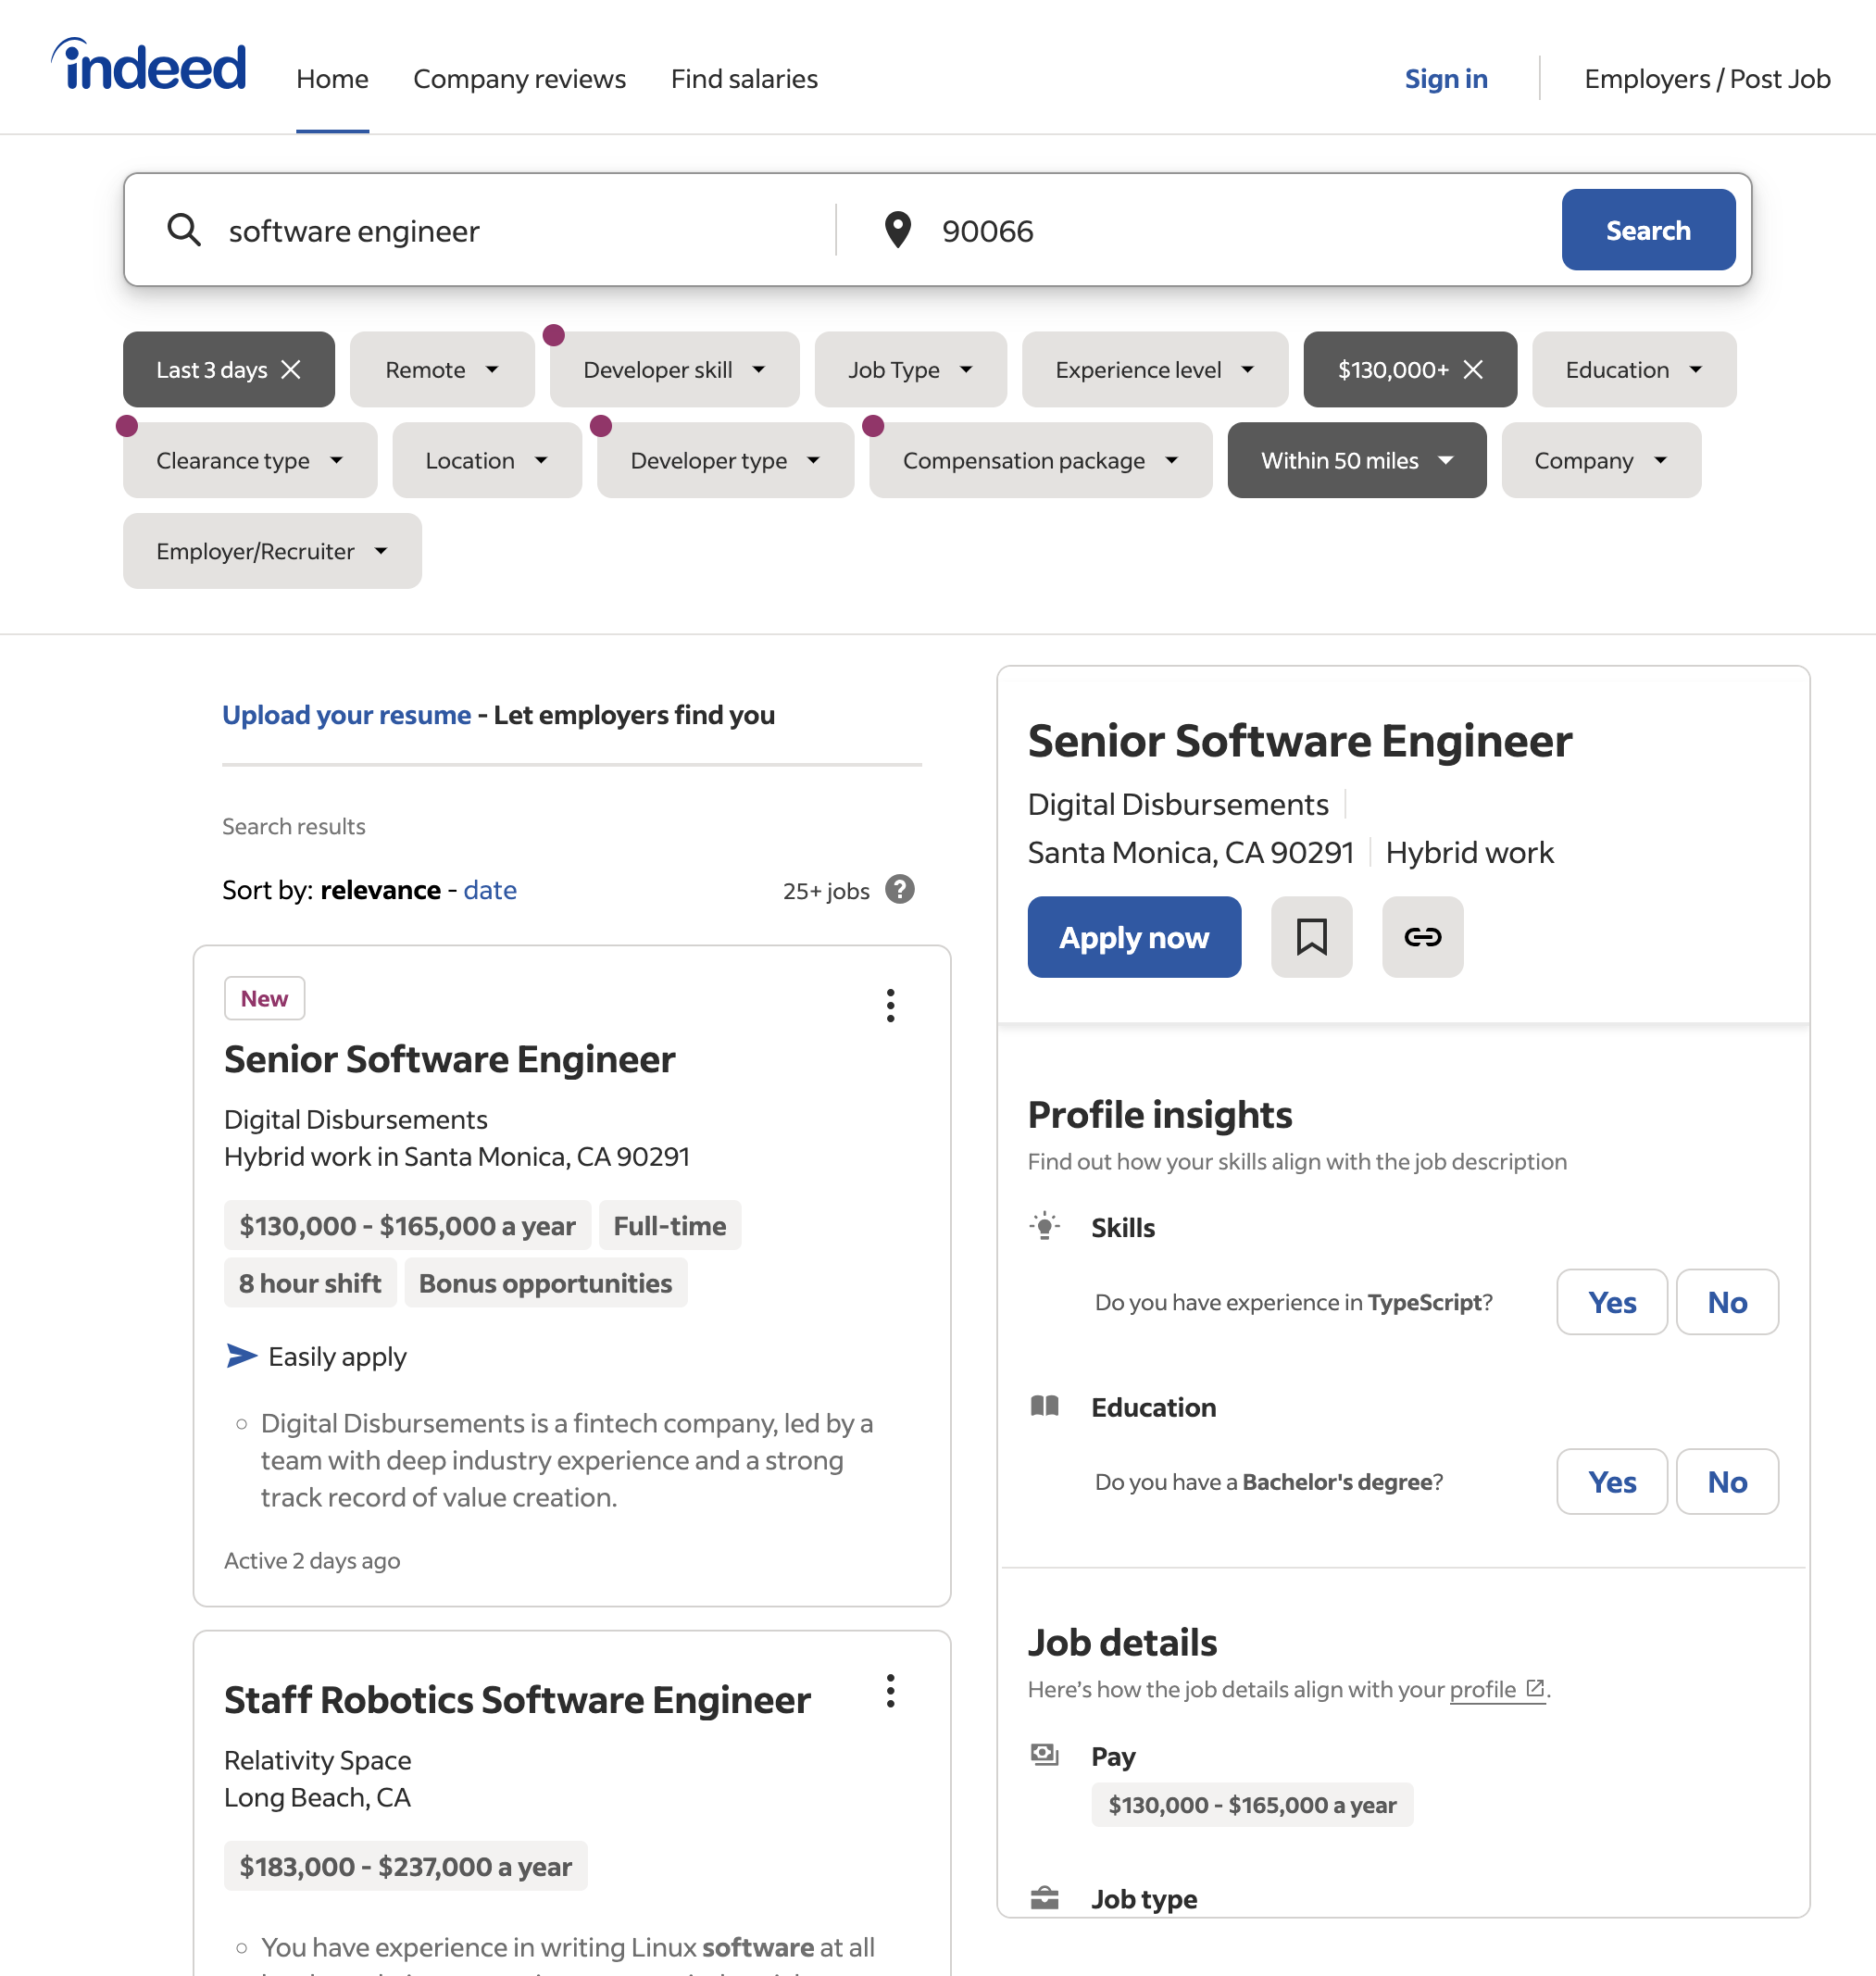 indeed
Home Company reviews Find salaries Sign in Employers / Post Job
software engineer 90066 Search
Last 3 days Remote Developer skill Job Type Experience level $130,000+ Education
Clearance type Location Developer type Compensation package Within 50 miles Company
Employer/Recruiter
Upload your resume - Let employers find you
Search results
Sort by: relevance - date 25+ jobs ?
New
Senior Software Engineer
Digital Disbursements
Hybrid work in Santa Monica, CA 90291
$130,000 - $165,000 a year Full-time
8 hour shift Bonus opportunities
Easily apply
Digital Disbursements is a fintech company, led by a
team with deep industry experience and a strong
track record of value creation.
Active 2 days ago
Staff Robotics Software Engineer
Relativity Space
Long Beach, CA
$183,000 - $237,000 a year
You have experience in writing Linux software at all
Senior Software Engineer
Digital Disbursements
Santa Monica, CA 90291 Hybrid work
Apply now
Profile insights
Find out how your skills align with the job description
Skills
Do you have experience in TypeScript? Yes No
Education
Do you have a Bachelor's degree? Yes No
Job details
Here’s how the job details align with your profile.
Pay
$130,000 - $165,000 a year
Job type